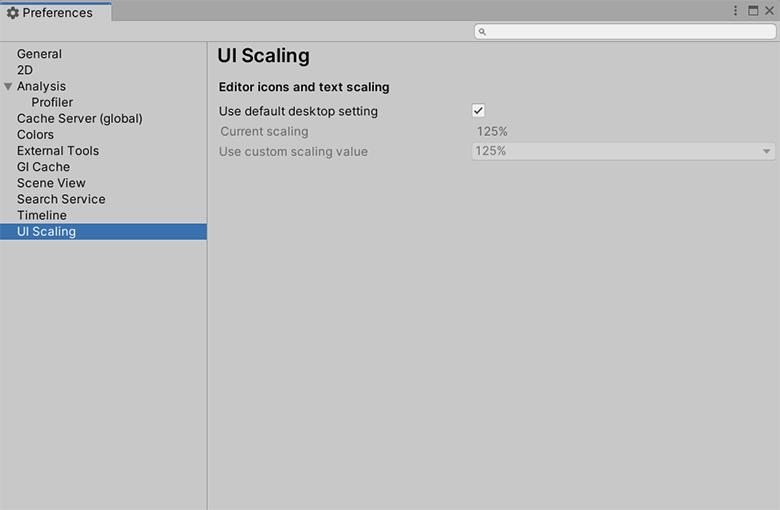 Preferences
General
2D
Analysis
Profiler
Cache Server (global)
Colors
External Tools
GI Cache
Scene View
Search Service
Timeline
UI Scaling
UI Scaling
Editor icons and text scaling
Use default desktop setting
Current scaling 125%
Use custom scaling value 125%